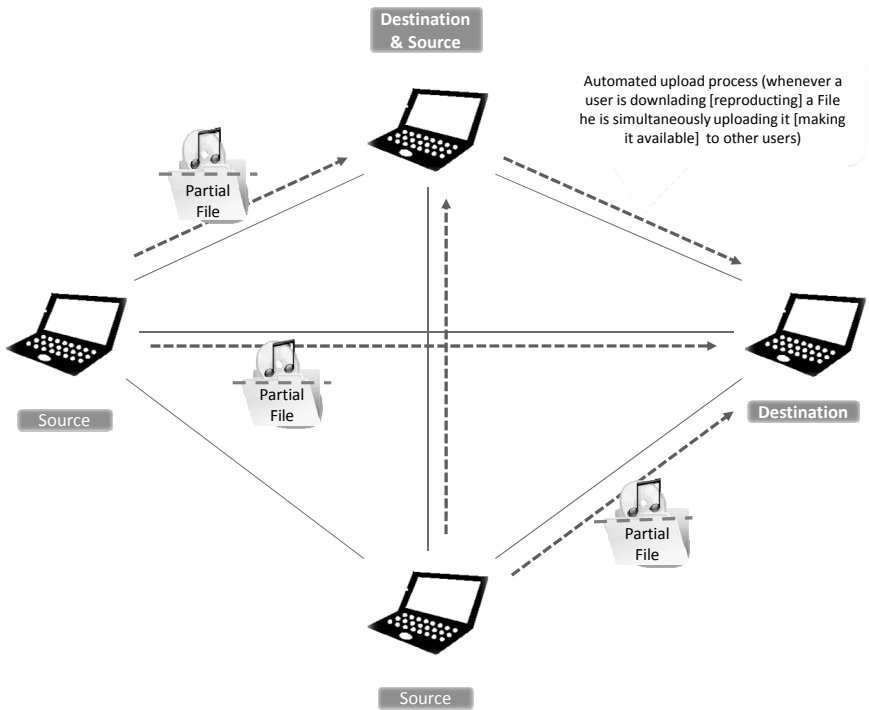 Destination
& Source
Automated upload process (whenever a
user is downlading [reproducting] a File
he is simultaneously uploading it [making
it available] to other users)
Partial
File
Partial
File
Source
Destination
Partial
File
Source